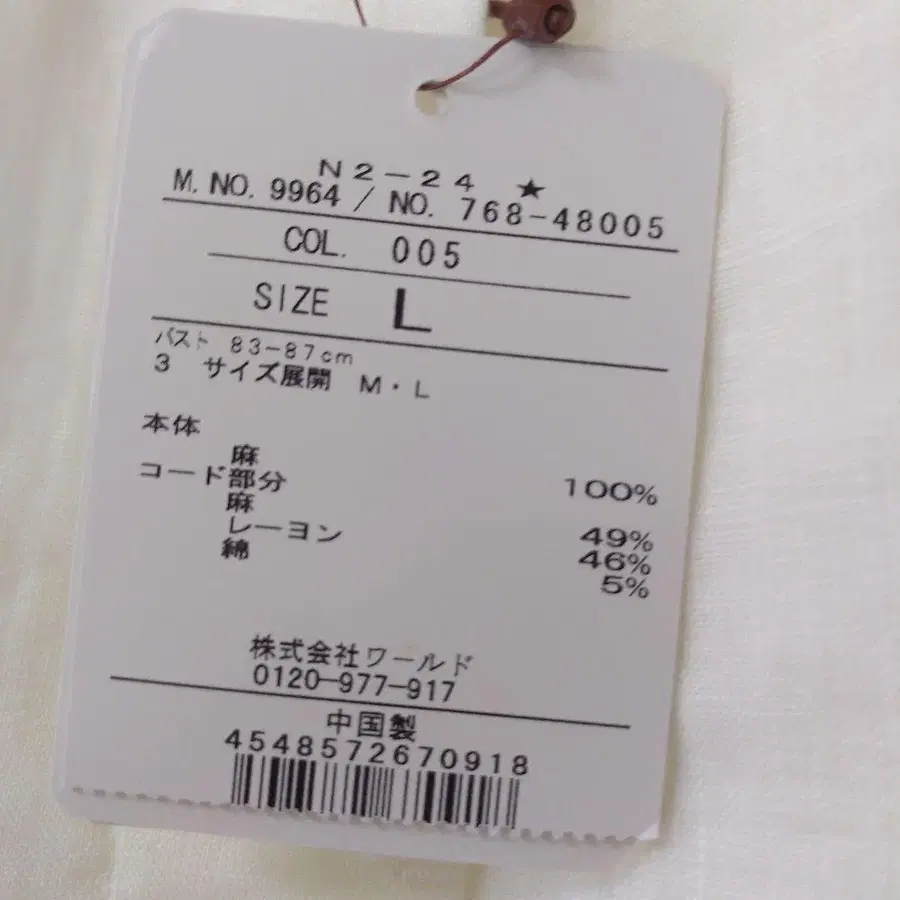 N2-24 ★
M. NO. 9964 / NO. 768-48005
COL. 005
SIZE L
バスト 83-87cm
3 サイズ展開 M・L
本体
麻 100%
コード部分
麻 49%
レーヨン 46%
綿 5%
株式会社ワールド
0120-977-917
中国製
4548572670918